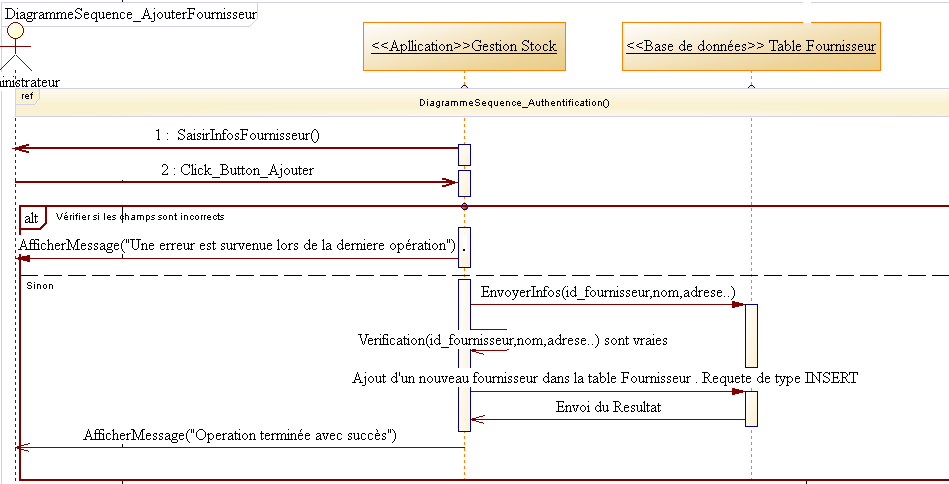 DiagrammeSequence_AjouterFournisseur
<<Apllication>>Gestion Stock
<<Base de données>> Table Fournisseur
ministrateur
ref
DiagrammeSequence_Authentification()
1 : SaisirInfosFournisseur()
2 : Click_Button_Ajouter
alt
Vérifier si les champs sont incorrects
AfficherMessage("Une erreur est survenue lors de la derniere opération")
Sinon
EnvoyerInfos(id_fournisseur,nom,adrese..)
Verification(id_fournisseur,nom,adrese..) sont vraies
Ajout d'un nouveau fournisseur dans la table Fournisseur . Requete de type INSERT
Envoi du Resultat
AfficherMessage("Operation terminée avec succès")